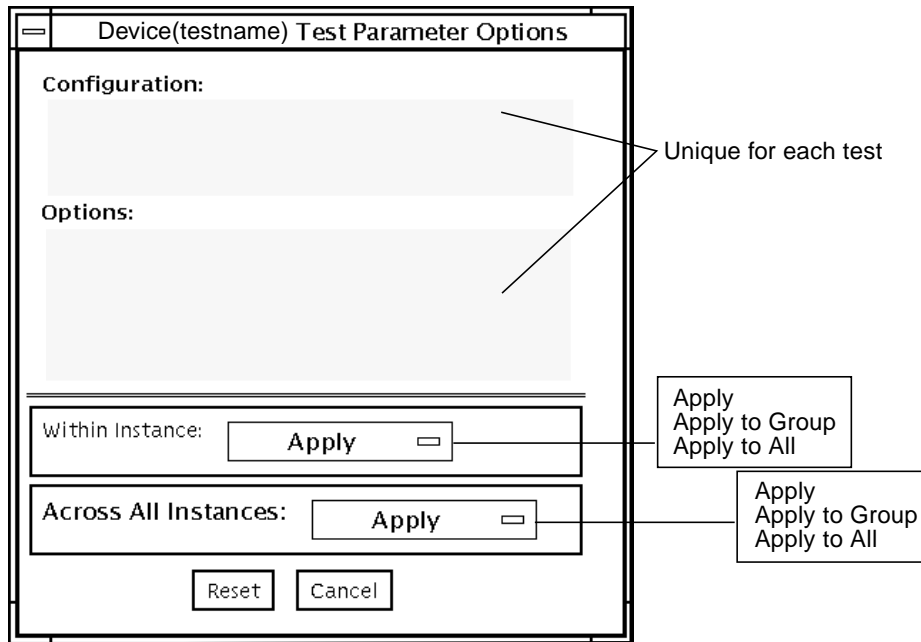 Device(testname) Test Parameter Options
Configuration:
Unique for each test
Options:
Within Instance:
Apply
Apply
Apply to Group
Apply to All
Across All Instances:
Apply
Apply
Apply to Group
Apply to All
Reset
Cancel